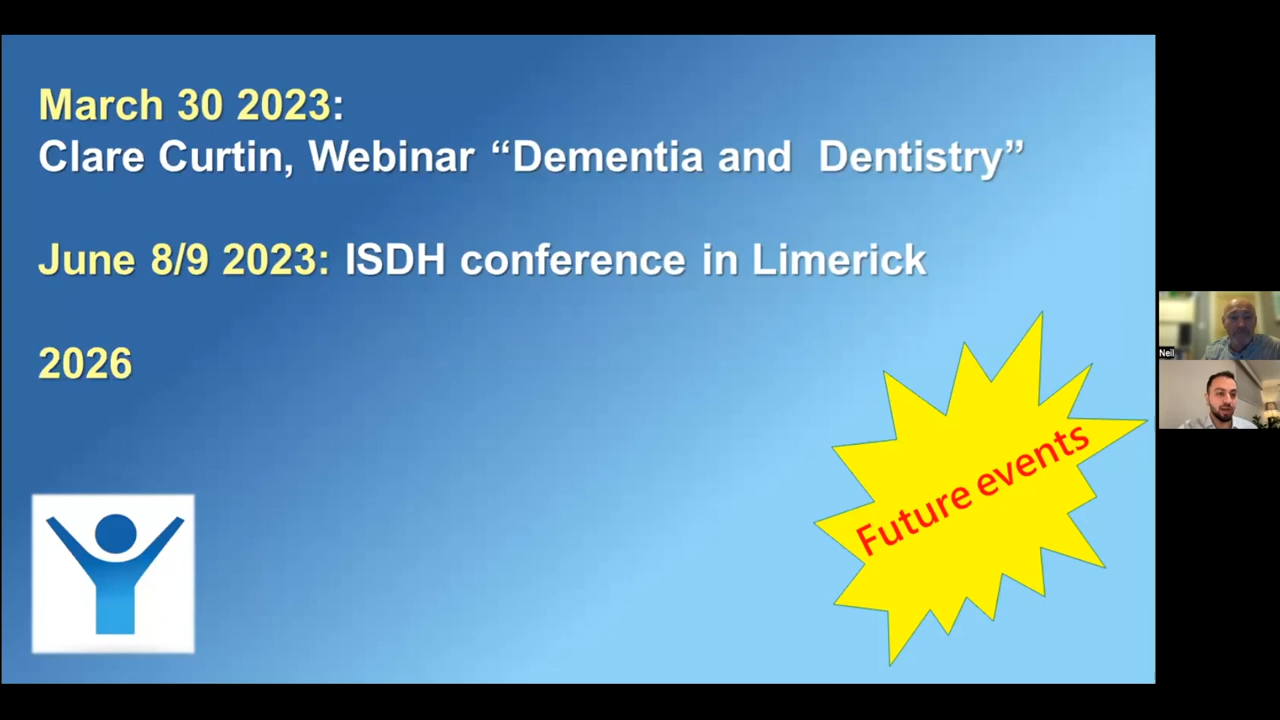 March 30 2023:
Clare Curtin, Webinar “Dementia and  Dentistry”
June 8/9 2023: ISDH conference in Limerick
2026
Future events
Neil